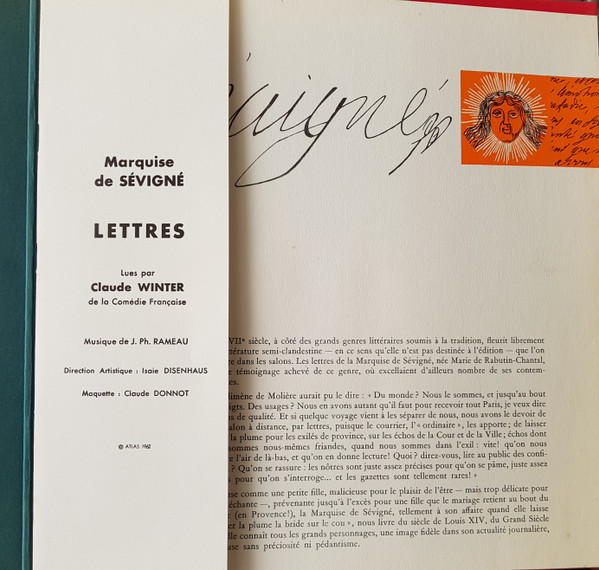 Marquise
de SÉVIGNÉ
LETTRES
Lues par
Claude WINTER
de la Comédie Française
Musique de J. Ph. RAMEAU
Direction Artistique : Isaie DISENHAUS
Maquette : Claude DONNOT
© ATLAS 1962
VIIe siècle, à côté des grands genres littéraires soumis à la tradition, fleurit librement
térature semi-clandestine — en ce sens qu'elle n'est pas destinée à l'édition — que l'on
re dans les salons. Les lettres de la Marquise de Sévigné, née Marie de Rabutin-Chantal,
e témoignage achevé de ce genre, où excellaient d'ailleurs nombre de ses contem-
es.
limène de Molière aurait pu le dire : « Du monde ? Nous le sommes, et jusqu'au bout
igts. Des usages ? Nous en avons autant qu'il faut pour recevoir tout Paris, je veux dire
s de qualité. Et si quelque voyage vient à les séparer de nous, nous avons le devoir de
alon à distance, par lettres, puisque le courrier, l'« ordinaire », les apporte; de laisser
la plume pour les exilés de province, sur les échos de la Cour et de la Ville; échos dont
ommes nous-mêmes friandes, quand nous sommes dans l'exil : vite! qu'on nous
e l'air de là-bas, et qu'on en donne lecture! Quoi? direz-vous, lire au public des confi-
? Qu'on se rassure : les nôtres sont juste assez précises pour qu'on se pâme, juste assez
pour qu'on s'interroge... et les gazettes sont tellement rares! »
se comme une petite fille, malicieuse pour le plaisir de l'être — mais trop délicate pour
échante —, prévenante jusqu'à l'excès pour une fille que le mariage retient au bout du
(en Provence!), la Marquise de Sévigné, tellement à son affaire quand elle laisse
er la plume la bride sur le cou », nous livre du siècle de Louis XIV, du Grand Siècle
lle connaît tous les grands personnages, une image fidèle dans son actualité journalière,
use sans préciosité ni pédantisme.